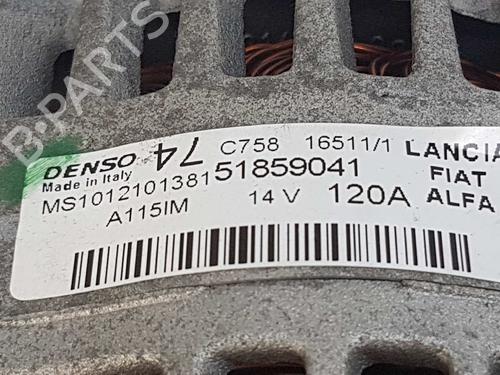 B-PARTS
DENSO 74 C758 16511/1 LANCIA
Made in Italy 51859041 FIAT
MS1012101381 14 V 120A ALFA
A115IM